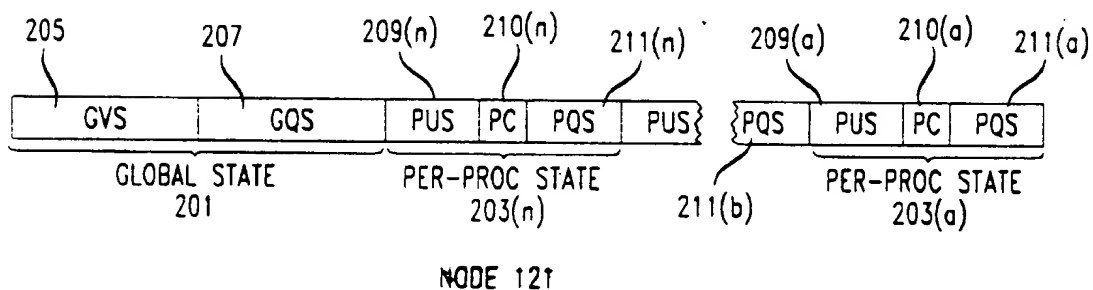 205 207 209(n) 210(n) 211(n) 209(a) 210(a) 211(a)
GVS GQS PUS PC PQS PUS PQS PUS PC PQS
GLOBAL STATE PER-PROC STATE 211(b) PER-PROC STATE
201 203(n) 203(a)
NODE 121